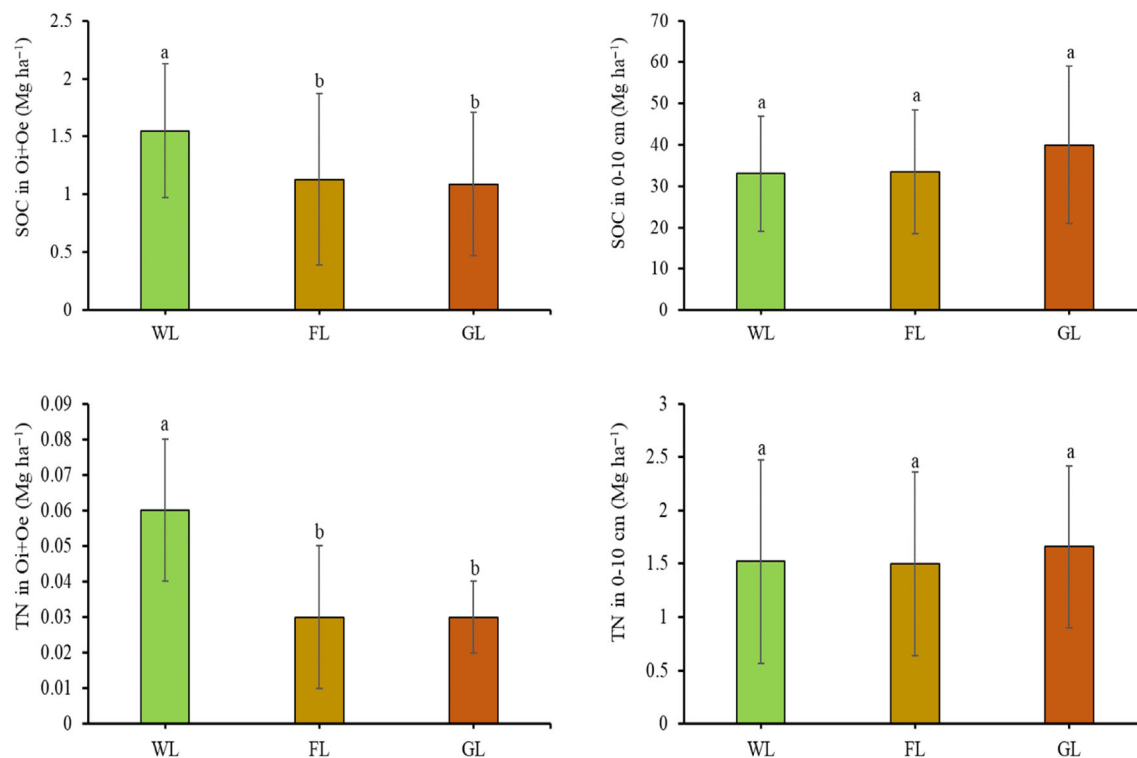 SOC in Oi+Oe (Mg ha⁻¹)
2.5
2
1.5
1
0.5
0
a
b
b
WL
FL
GL
SOC in 0-10 cm (Mg ha⁻¹)
70
60
50
40
30
20
10
0
a
a
a
WL
FL
GL
TN in Oi+Oe (Mg ha⁻¹)
0.09
0.08
0.07
0.06
0.05
0.04
0.03
0.02
0.01
0
a
b
b
WL
FL
GL
TN in 0-10 cm (Mg ha⁻¹)
3
2.5
2
1.5
1
0.5
0
a
a
a
WL
FL
GL